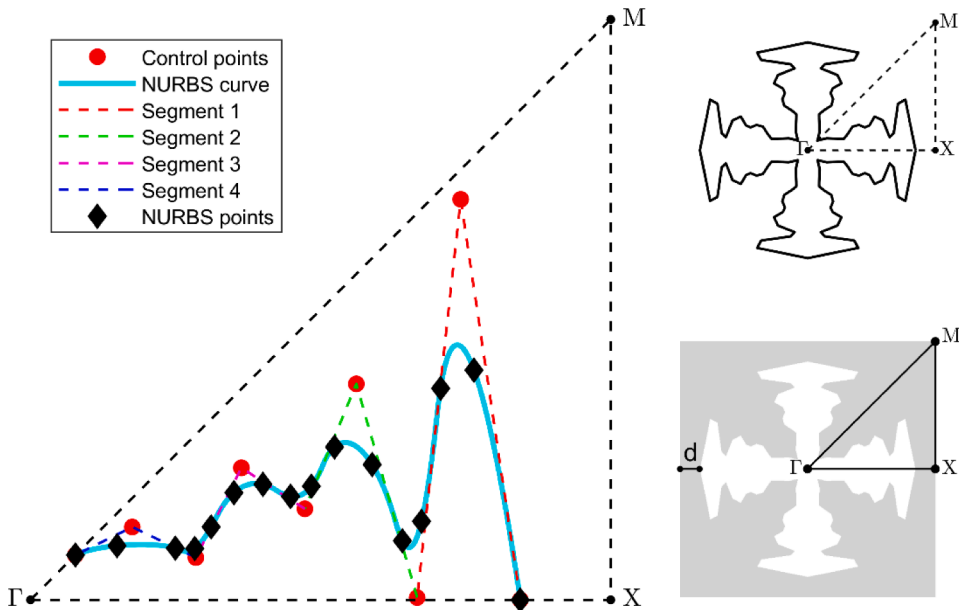 M
Control points
NURBS curve
Segment 1
Segment 2
Segment 3
Segment 4
NURBS points
Γ
X
M
Γ
X
M
d
Γ
X